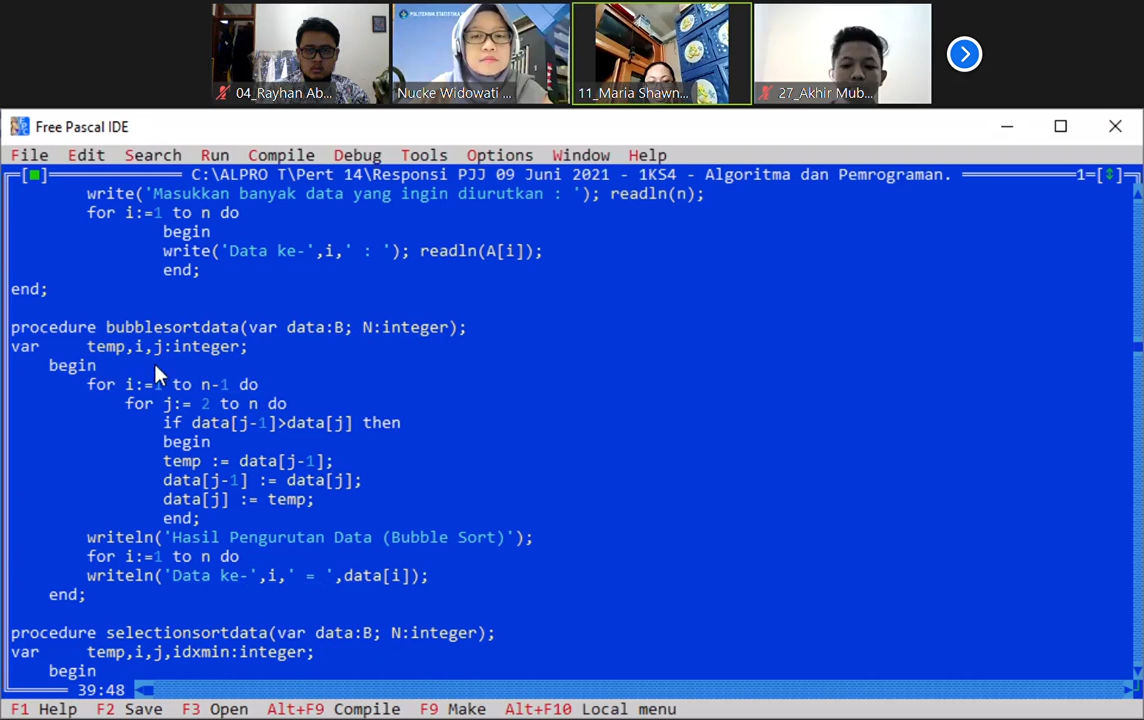 POLITEKNIK STATISTIKA
04_Rayhan Ab...
Nucke Widowati ...
11_Maria Shawn...
27_Akhir Mub...
Free Pascal IDE
File Edit Search Run Compile Debug Tools Options Window Help
C:\ALPRO T\Pert 14\Responsi PJJ 09 Juni 2021 - 1KS4 - Algoritma dan Pemrograman. 1=[↕]
write('Masukkan banyak data yang ingin diurutkan : '); readln(n);
for i:=1 to n do
begin
write('Data ke-',i,' : '); readln(A[i]);
end;
end;
procedure bubblesortdata(var data:B; N:integer);
var temp,i,j:integer;
begin
for i:=1 to n-1 do
for j:= 2 to n do
if data[j-1]>data[j] then
begin
temp := data[j-1];
data[j-1] := data[j];
data[j] := temp;
end;
writeln('Hasil Pengurutan Data (Bubble Sort)');
for i:=1 to n do
writeln('Data ke-',i,' = ',data[i]);
end;
procedure selectionsortdata(var data:B; N:integer);
var temp,i,j,idxmin:integer;
begin
39:48
F1 Help F2 Save F3 Open Alt+F9 Compile F9 Make Alt+F10 Local menu